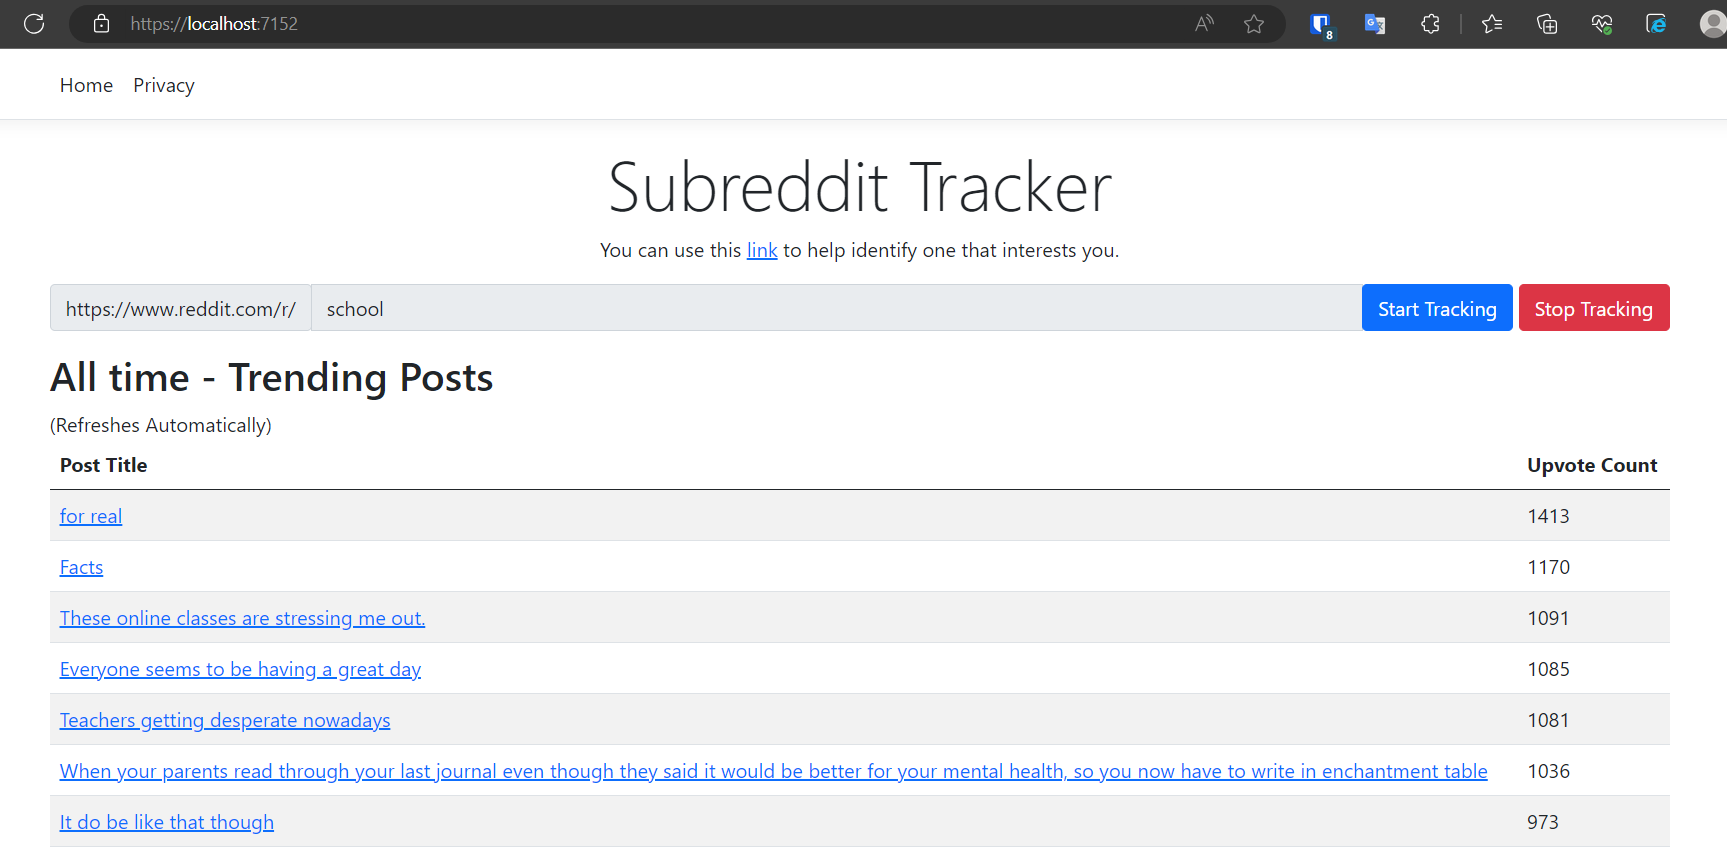 https://localhost:7152
8
Home Privacy
Subreddit Tracker
You can use this link to help identify one that interests you.
https://www.reddit.com/r/ school Start Tracking Stop Tracking
All time - Trending Posts
(Refreshes Automatically)
Post Title Upvote Count
for real 1413
Facts 1170
These online classes are stressing me out. 1091
Everyone seems to be having a great day 1085
Teachers getting desperate nowadays 1081
When your parents read through your last journal even though they said it would be better for your mental health, so you now have to write in enchantment table 1036
It do be like that though 973